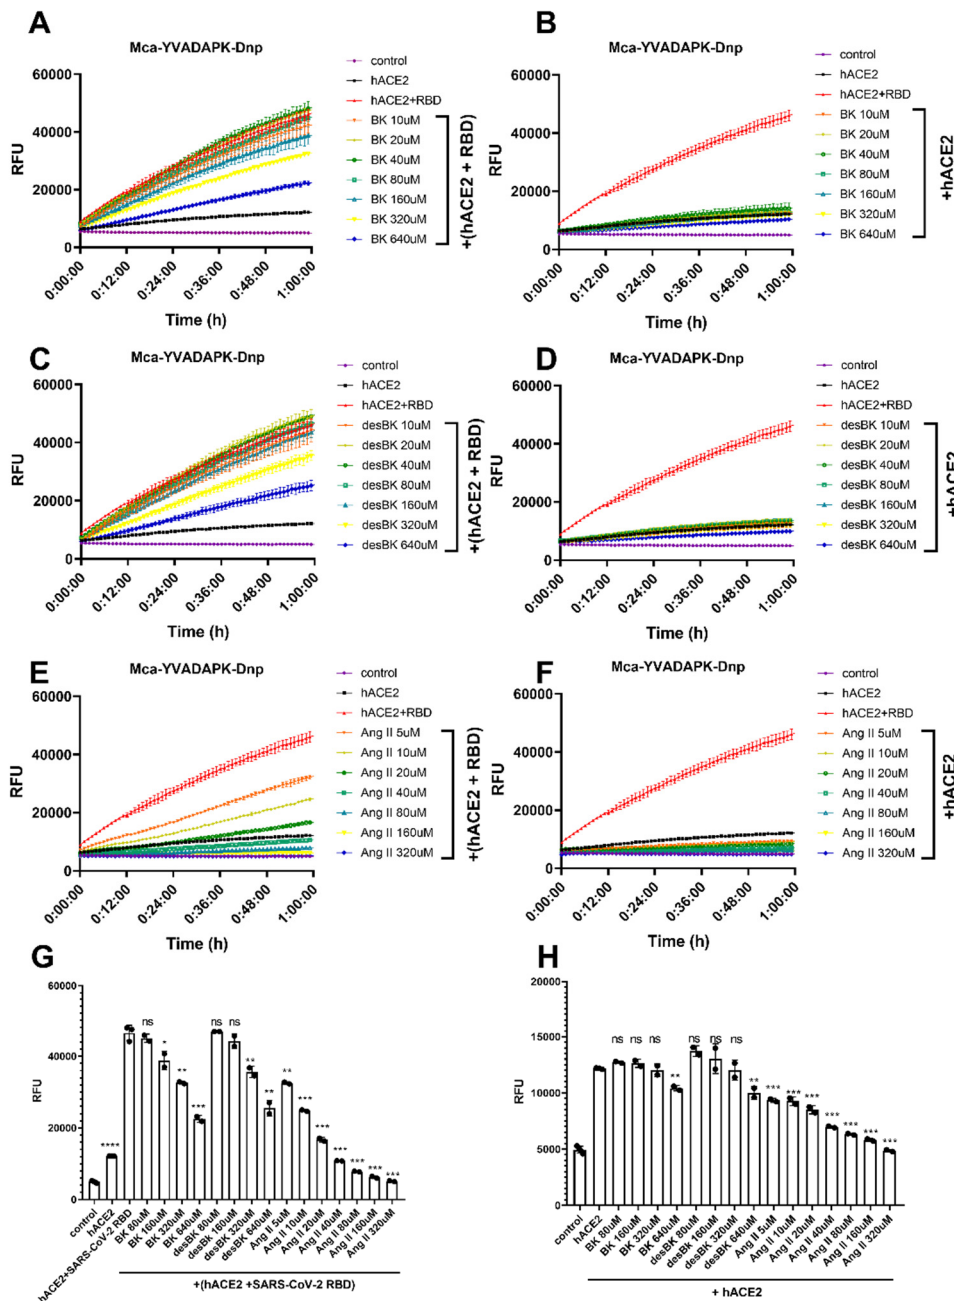 A
Mca-YVADAPK-Dnp
60000
40000
20000
0
RFU
0:00:00
0:12:00
0:24:00
0:36:00
0:48:00
1:00:00
Time (h)
control
hACE2
hACE2+RBD
BK 10uM
BK 20uM
BK 40uM
BK 80uM
BK 160uM
BK 320uM
BK 640uM
+(hACE2 + RBD)
B
Mca-YVADAPK-Dnp
60000
40000
20000
0
RFU
0:00:00
0:12:00
0:24:00
0:36:00
0:48:00
1:00:00
Time (h)
control
hACE2
hACE2+RBD
BK 10uM
BK 20uM
BK 40uM
BK 80uM
BK 160uM
BK 320uM
BK 640uM
+hACE2
C
Mca-YVADAPK-Dnp
60000
40000
20000
0
RFU
0:00:00
0:12:00
0:24:00
0:36:00
0:48:00
1:00:00
Time (h)
control
hACE2
hACE2+RBD
desBK 10uM
desBK 20uM
desBK 40uM
desBK 80uM
desBK 160uM
desBK 320uM
desBK 640uM
+(hACE2 + RBD)
D
Mca-YVADAPK-Dnp
60000
40000
20000
0
RFU
0:00:00
0:12:00
0:24:00
0:36:00
0:48:00
1:00:00
Time (h)
control
hACE2
hACE2+RBD
desBK 10uM
desBK 20uM
desBK 40uM
desBK 80uM
desBK 160uM
desBK 320uM
desBK 640uM
+hACE2
E
Mca-YVADAPK-Dnp
60000
40000
20000
0
RFU
0:00:00
0:12:00
0:24:00
0:36:00
0:48:00
1:00:00
Time (h)
control
hACE2
hACE2+RBD
Ang II 5uM
Ang II 10uM
Ang II 20uM
Ang II 40uM
Ang II 80uM
Ang II 160uM
Ang II 320uM
+(hACE2 + RBD)
F
Mca-YVADAPK-Dnp
60000
40000
20000
0
RFU
0:00:00
0:12:00
0:24:00
0:36:00
0:48:00
1:00:00
Time (h)
control
hACE2
hACE2+RBD
Ang II 5uM
Ang II 10uM
Ang II 20uM
Ang II 40uM
Ang II 80uM
Ang II 160uM
Ang II 320uM
+hACE2
G
60000
40000
20000
0
RFU
****
ns
*
**
***
ns
ns
**
**
**
***
***
***
***
***
***
control
hACE2
hACE2+SARS-CoV-2 RBD
BK 80uM
BK 160uM
BK 320uM
BK 640uM
desBK 80uM
desBk 160uM
desBK 320uM
desBK 640uM
Ang II 5uM
Ang II 10uM
Ang II 20uM
Ang II 40uM
Ang II 80uM
Ang II 160uM
Ang II 320uM
+(hACE2 +SARS-CoV-2 RBD)
H
20000
15000
10000
5000
0
RFU
ns
ns
ns
**
ns
ns
ns
**
***
***
***
***
***
***
***
control
hACE2
BK 80uM
BK 160uM
BK 320uM
BK 640uM
desBK 80uM
desBk 160uM
desBK 320uM
desBK 640uM
Ang II 5uM
Ang II 10uM
Ang II 20uM
Ang II 40uM
Ang II 80uM
Ang II 160uM
Ang II 320uM
+ hACE2